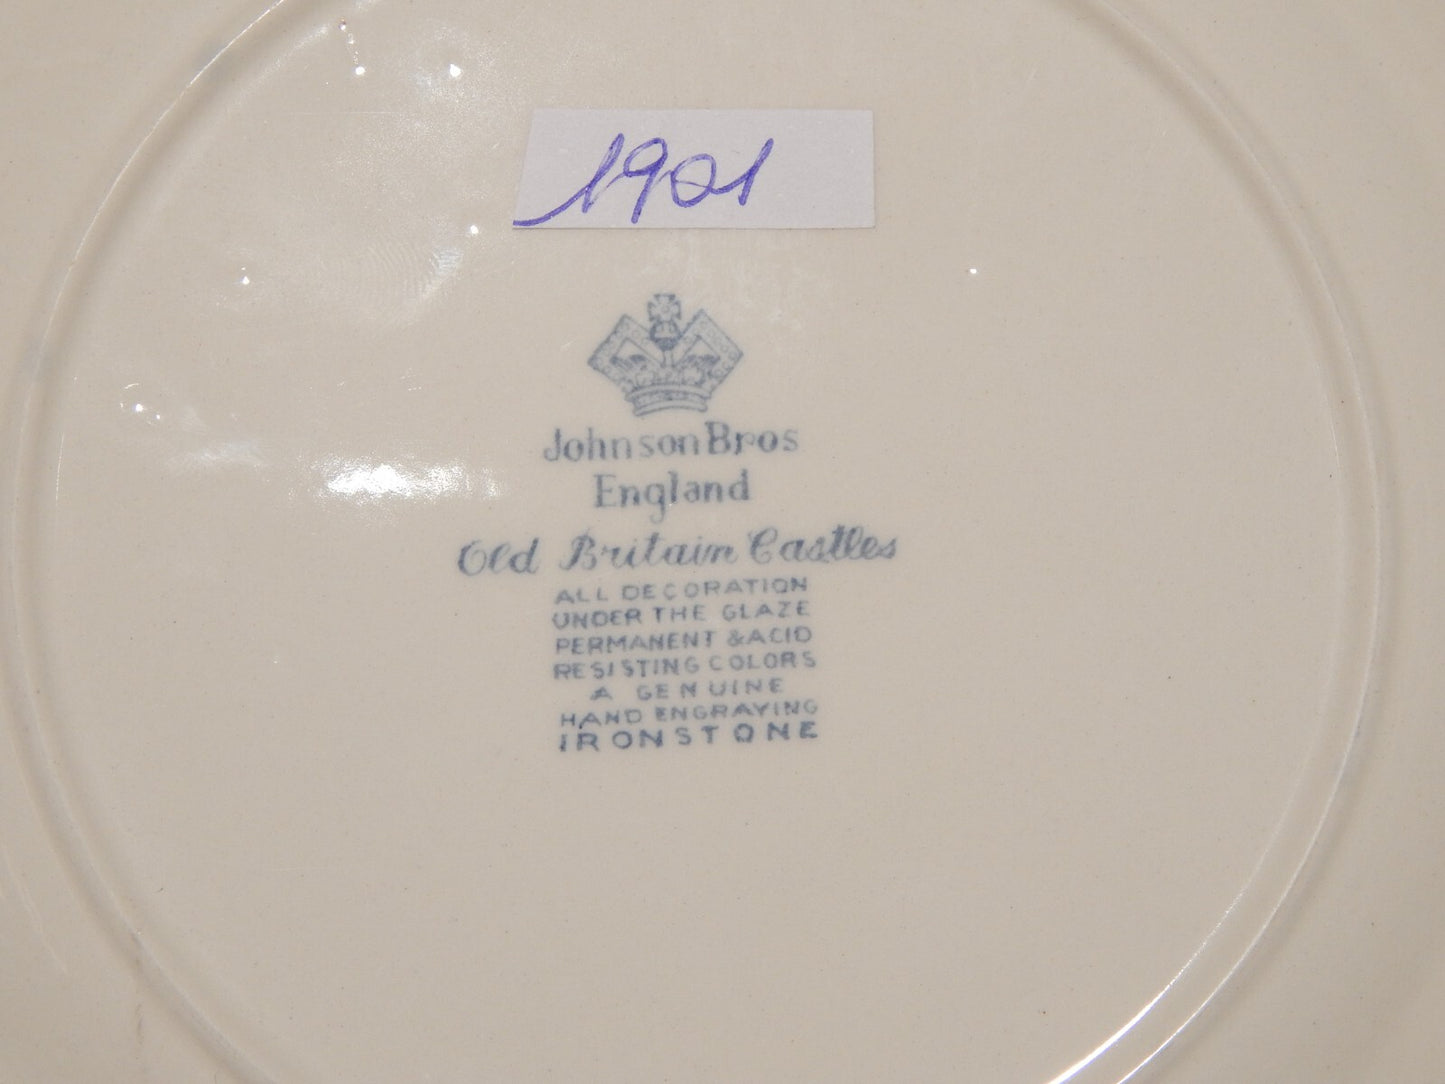 1901
Johnson Bros
England
Old Britain Castles
ALL DECORATION
UNDER THE GLAZE
PERMANENT & ACID
RESISTING COLORS
A GENUINE
HAND ENGRAVING
IRONSTONE